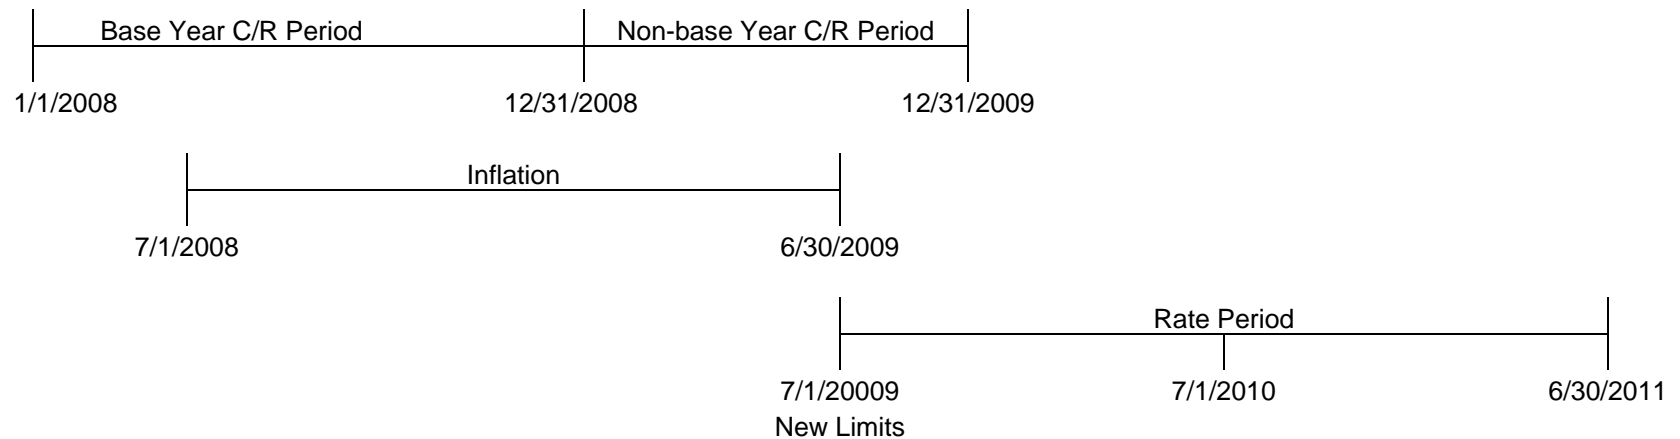 Base Year C/R Period
Non-base Year C/R Period
1/1/2008
12/31/2008
12/31/2009
Inflation
7/1/2008
6/30/2009
Rate Period
7/1/20009
7/1/2010
6/30/2011
New Limits